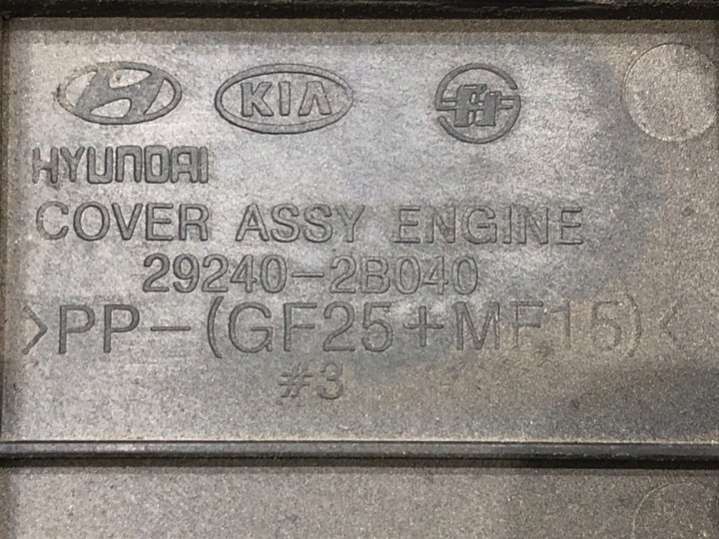 KIA
HYUNDAI
COVER ASSY ENGINE
29240-2B040
>PP-(GF25+MF15)<
#3